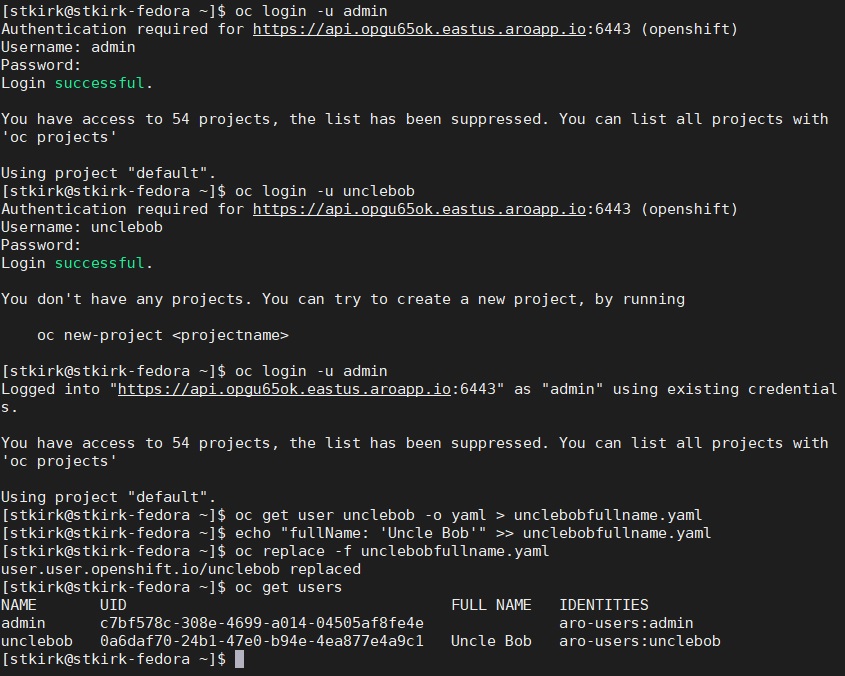 [stkirk@stkirk-fedora ~]$ oc login -u admin
Authentication required for https://api.opgu65ok.eastus.aroapp.io:6443 (openshift)
Username: admin
Password:
Login successful.
You have access to 54 projects, the list has been suppressed. You can list all projects with
'oc projects'
Using project "default".
[stkirk@stkirk-fedora ~]$ oc login -u unclebob
Authentication required for https://api.opgu65ok.eastus.aroapp.io:6443 (openshift)
Username: unclebob
Password:
Login successful.
You don't have any projects. You can try to create a new project, by running
    oc new-project <projectname>
[stkirk@stkirk-fedora ~]$ oc login -u admin
Logged into "https://api.opgu65ok.eastus.aroapp.io:6443" as "admin" using existing credential
s.
You have access to 54 projects, the list has been suppressed. You can list all projects with
'oc projects'
Using project "default".
[stkirk@stkirk-fedora ~]$ oc get user unclebob -o yaml > unclebobfullname.yaml
[stkirk@stkirk-fedora ~]$ echo "fullName: 'Uncle Bob'" >> unclebobfullname.yaml
[stkirk@stkirk-fedora ~]$ oc replace -f unclebobfullname.yaml
user.user.openshift.io/unclebob replaced
[stkirk@stkirk-fedora ~]$ oc get users
NAME       UID                                    FULL NAME   IDENTITIES
admin      c7bf578c-308e-4699-a014-04505af8fe4e               aro-users:admin
unclebob   0a6daf70-24b1-47e0-b94e-4ea877e4a9c1   Uncle Bob   aro-users:unclebob
[stkirk@stkirk-fedora ~]$